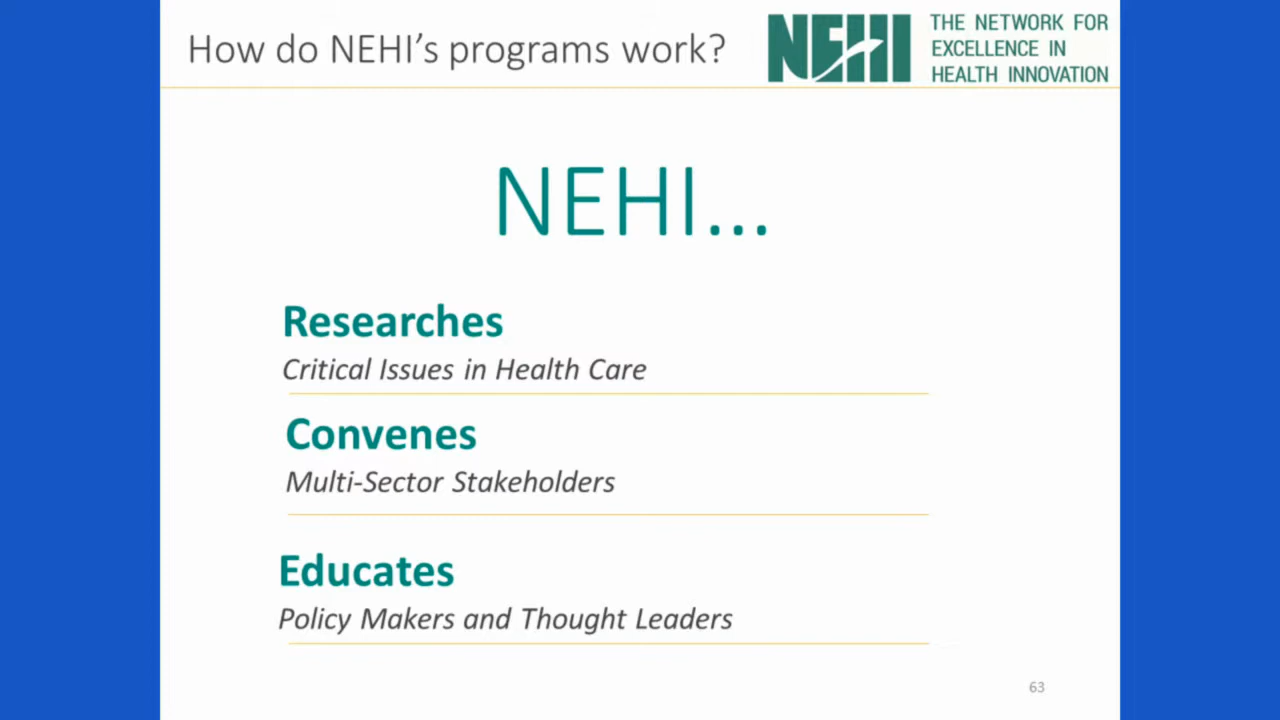 How do NEHI's programs work?
NEHI
THE NETWORK FOR
EXCELLENCE IN
HEALTH INNOVATION
NEHI...
Researches
Critical Issues in Health Care
Convenes
Multi-Sector Stakeholders
Educates
Policy Makers and Thought Leaders
63